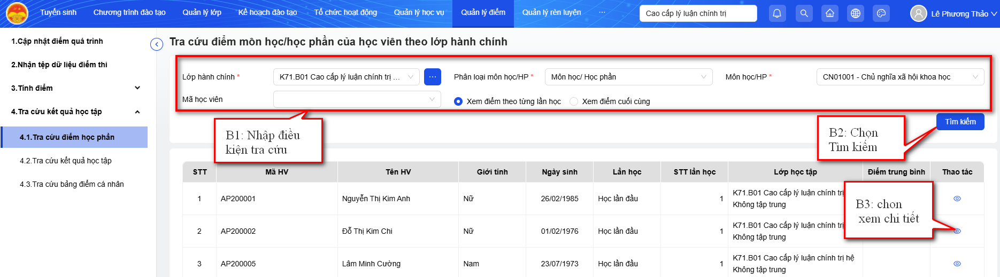 Tuyển sinh Chương trình đào tạo Quản lý lớp Kế hoạch đào tạo Tổ chức hoạt động Quản lý học vụ Quản lý điểm Quản lý rèn luyện ··· Cao cấp lý luận chính trị Lê Phương Thảo
1.Cập nhật điểm quá trình
2.Nhận tệp dữ liệu điểm thi
3.Tính điểm
4.Tra cứu kết quả học tập
4.1.Tra cứu điểm học phần
4.2.Tra cứu kết quả học tập
4.3.Tra cứu bảng điểm cá nhân
Tra cứu điểm môn học/học phần của học viên theo lớp hành chính
Lớp hành chính * K71.B01 Cao cấp lý luận chính trị ... ··· Phân loại môn học/HP * Môn học/ Học phần Môn học/HP * CN01001 - Chủ nghĩa xã hội khoa học
Mã học viên Xem điểm theo từng lần học Xem điểm cuối cùng
Tìm kiếm
B1: Nhập điều
kiện tra cứu
B2: Chọn
Tìm kiếm
STT Mã HV Tên HV Giới tính Ngày sinh Lần học STT lần học Lớp học tập Điểm trung bình Thao tác
1 AP200001 Nguyễn Thị Kim Anh Nữ 26/02/1985 Học lần đầu 1 K71.B01 Cao cấp lý luận chính trị
Không tập trung
2 AP200002 Đỗ Thị Kim Chi Nữ 01/02/1976 Học lần đầu 1 K71.B01 Cao cấp lý luận chính trị
Không tập trung
3 AP200005 Lâm Minh Cường Nam 23/07/1973 Học lần đầu 1 K71.B01 Cao cấp lý luận chính trị hệ
Không tập trung
B3: chọn
xem chi tiết